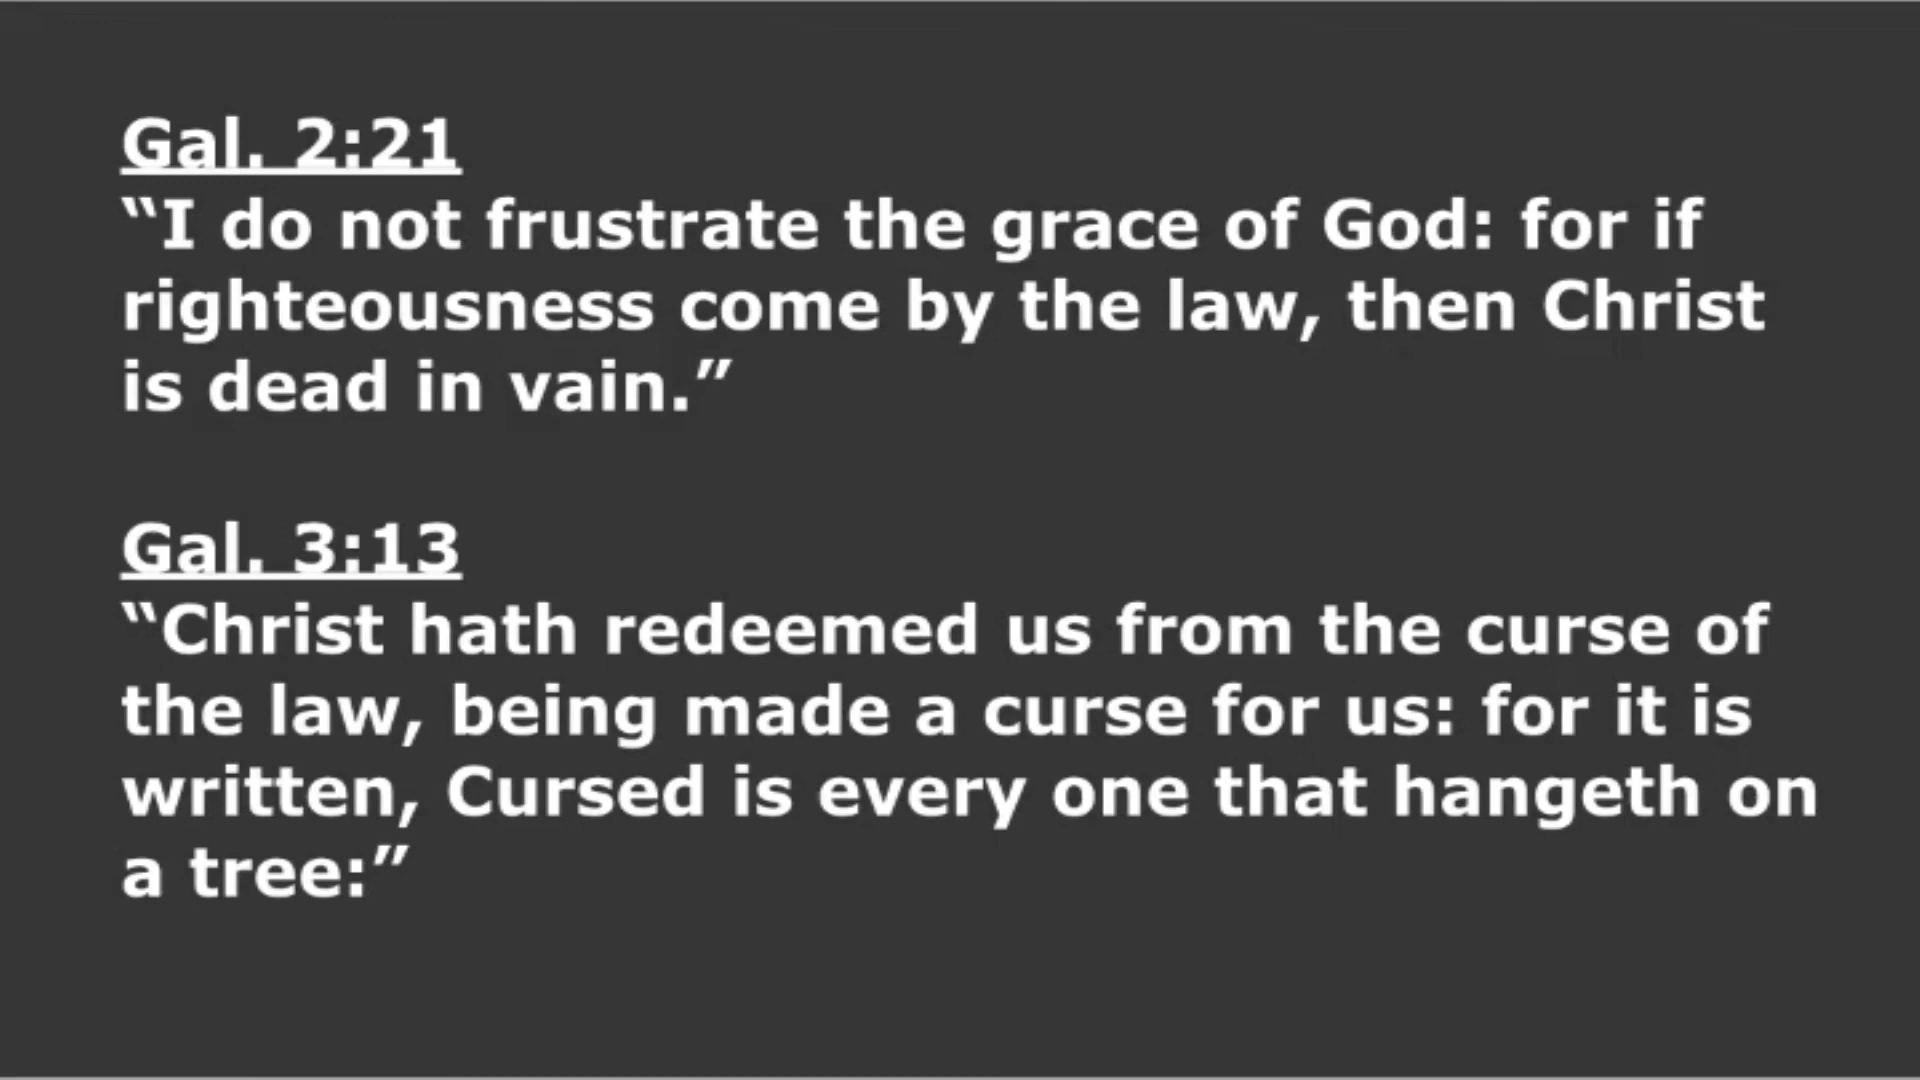 Gal. 2:21
“I do not frustrate the grace of God: for if
righteousness come by the law, then Christ
is dead in vain.”
Gal. 3:13
“Christ hath redeemed us from the curse of
the law, being made a curse for us: for it is
written, Cursed is every one that hangeth on
a tree:”